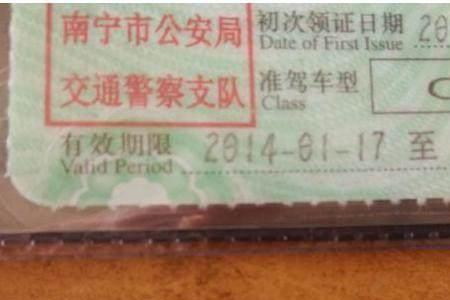 南宁市公安局
交通警察支队
初次领证日期
Date of First Issue
准驾车型
Class
有效期限 2014-01-17 至
Valid Period